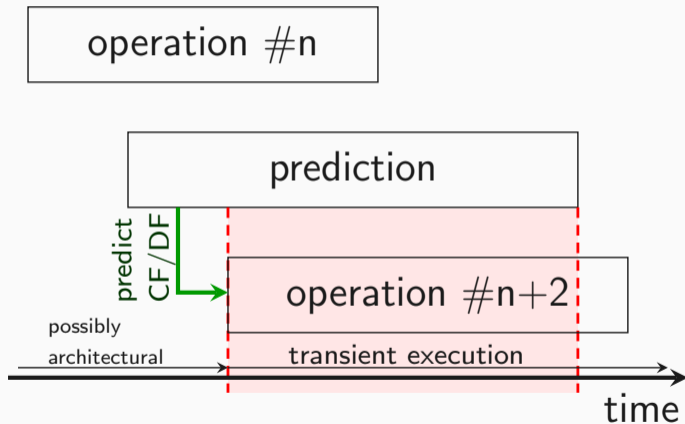 operation #n
prediction
predict
CF/DF
operation #n+2
possibly
architectural
transient execution
time